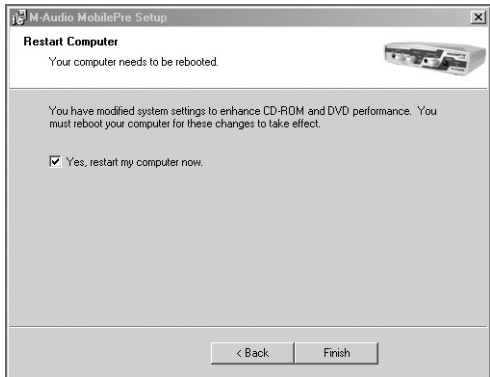 M-Audio MobilePre Setup
Restart Computer
Your computer needs to be rebooted.
You have modified system settings to enhance CD-ROM and DVD performance. You
must reboot your computer for these changes to take effect.
Yes, restart my computer now.
< Back
Finish